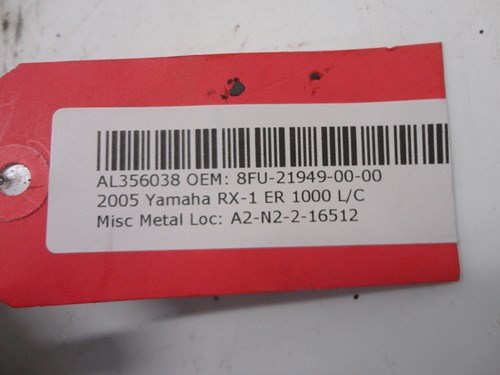 AL356038 OEM: 8FU-21949-00-00
2005 Yamaha RX-1 ER 1000 L/C
Misc Metal Loc: A2-N2-2-16512